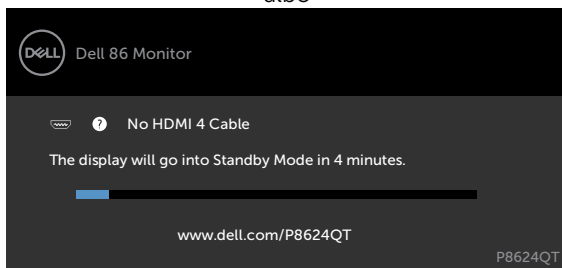 albo
DELL
Dell 86 Monitor
? No HDMI 4 Cable
The display will go into Standby Mode in 4 minutes.
www.dell.com/P8624QT
P8624QT